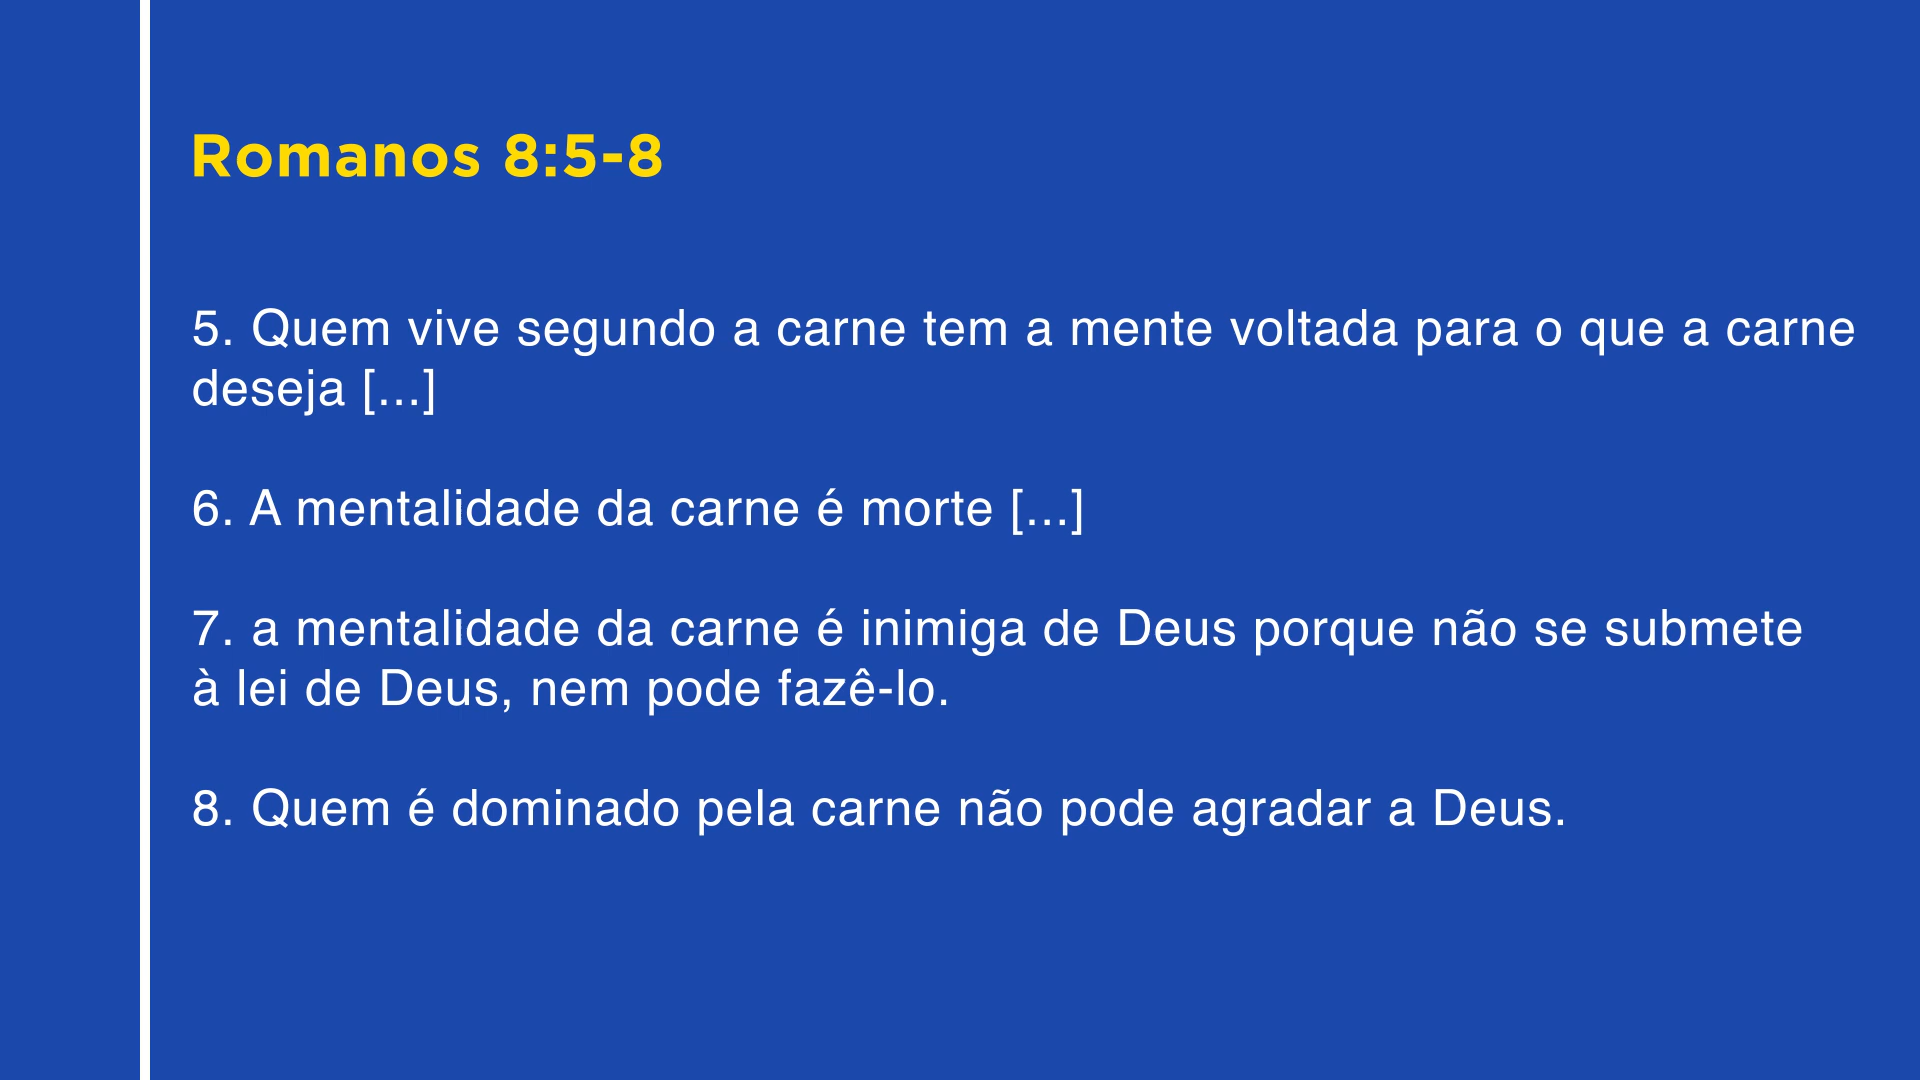 Romanos 8:5-8
5. Quem vive segundo a carne tem a mente voltada para o que a carne
deseja [...]
6. A mentalidade da carne é morte [...]
7. a mentalidade da carne é inimiga de Deus porque não se submete
à lei de Deus, nem pode fazê-lo.
8. Quem é dominado pela carne não pode agradar a Deus.